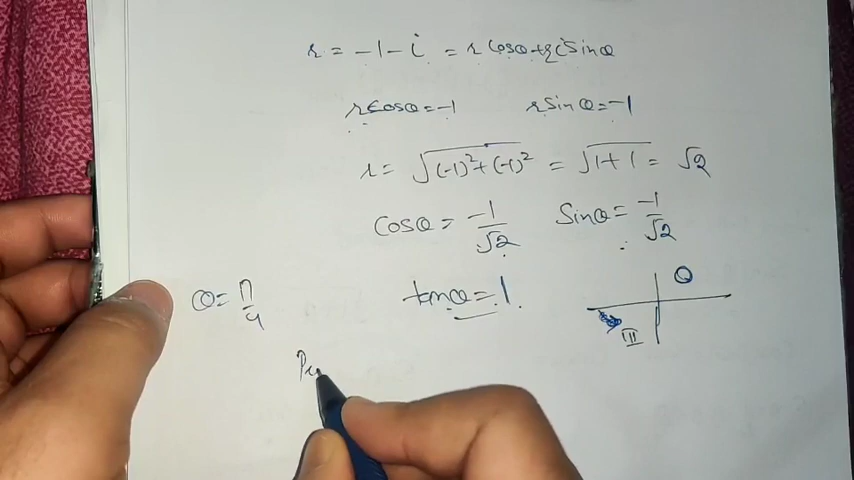 r = -1 - i = r cosθ + r i sinθ
r cosθ = -1 r sinθ = -1
r = √(-1)² + (-1)² = √1 + 1 = √2
cosθ = -1/√2 sinθ = -1/√2
θ = π/4 tanθ = 1. θ
III